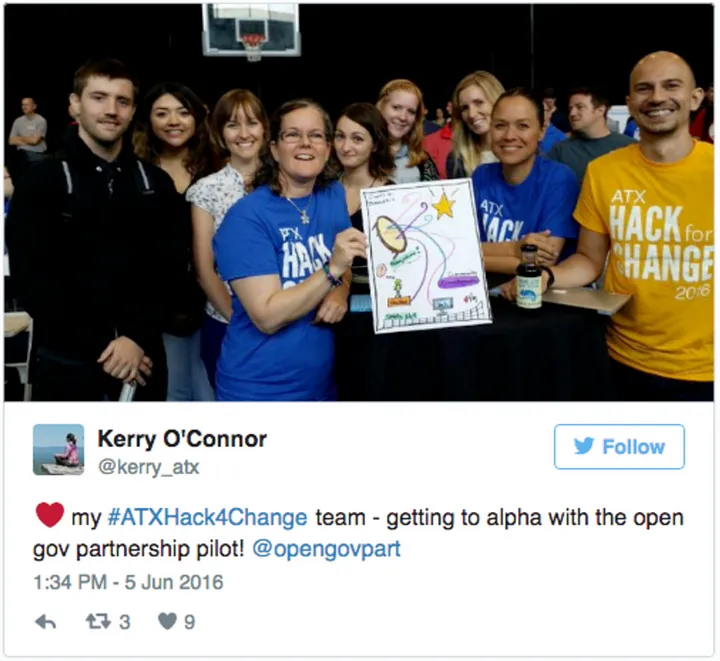 ATX
HACK
ATX
HACK
ATX
HACK for
CHANGE
2016
Kerry O'Connor
@kerry_atx
Follow
❤️ my #ATXHack4Change team - getting to alpha with the open
gov partnership pilot! @opengovpart
1:34 PM - 5 Jun 2016
3
9